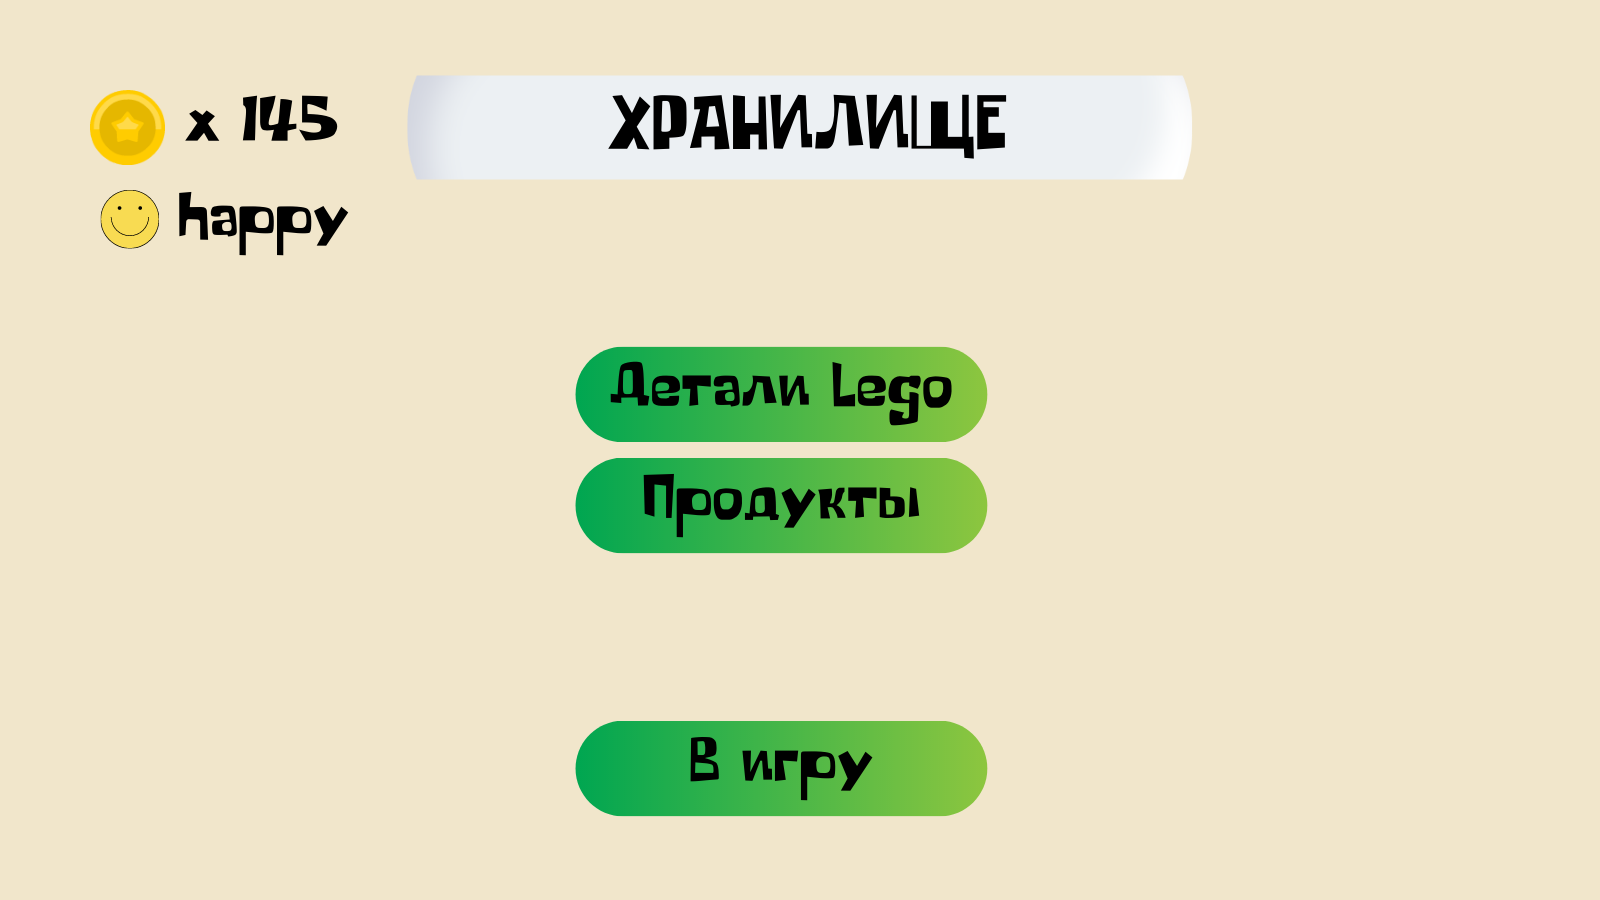 x 145
ХРАНИЛИЩЕ
happy
Детали Lego
Продукты
В игру